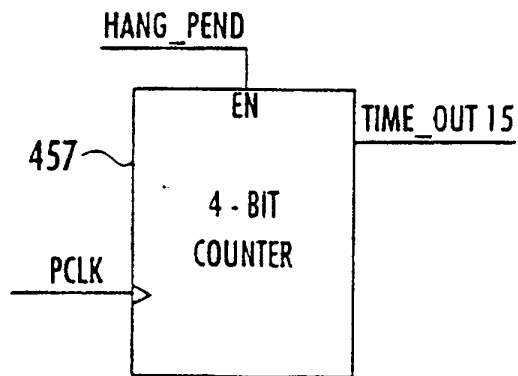 HANG_PEND
EN
TIME_OUT 15
457
4 - BIT
COUNTER
PCLK